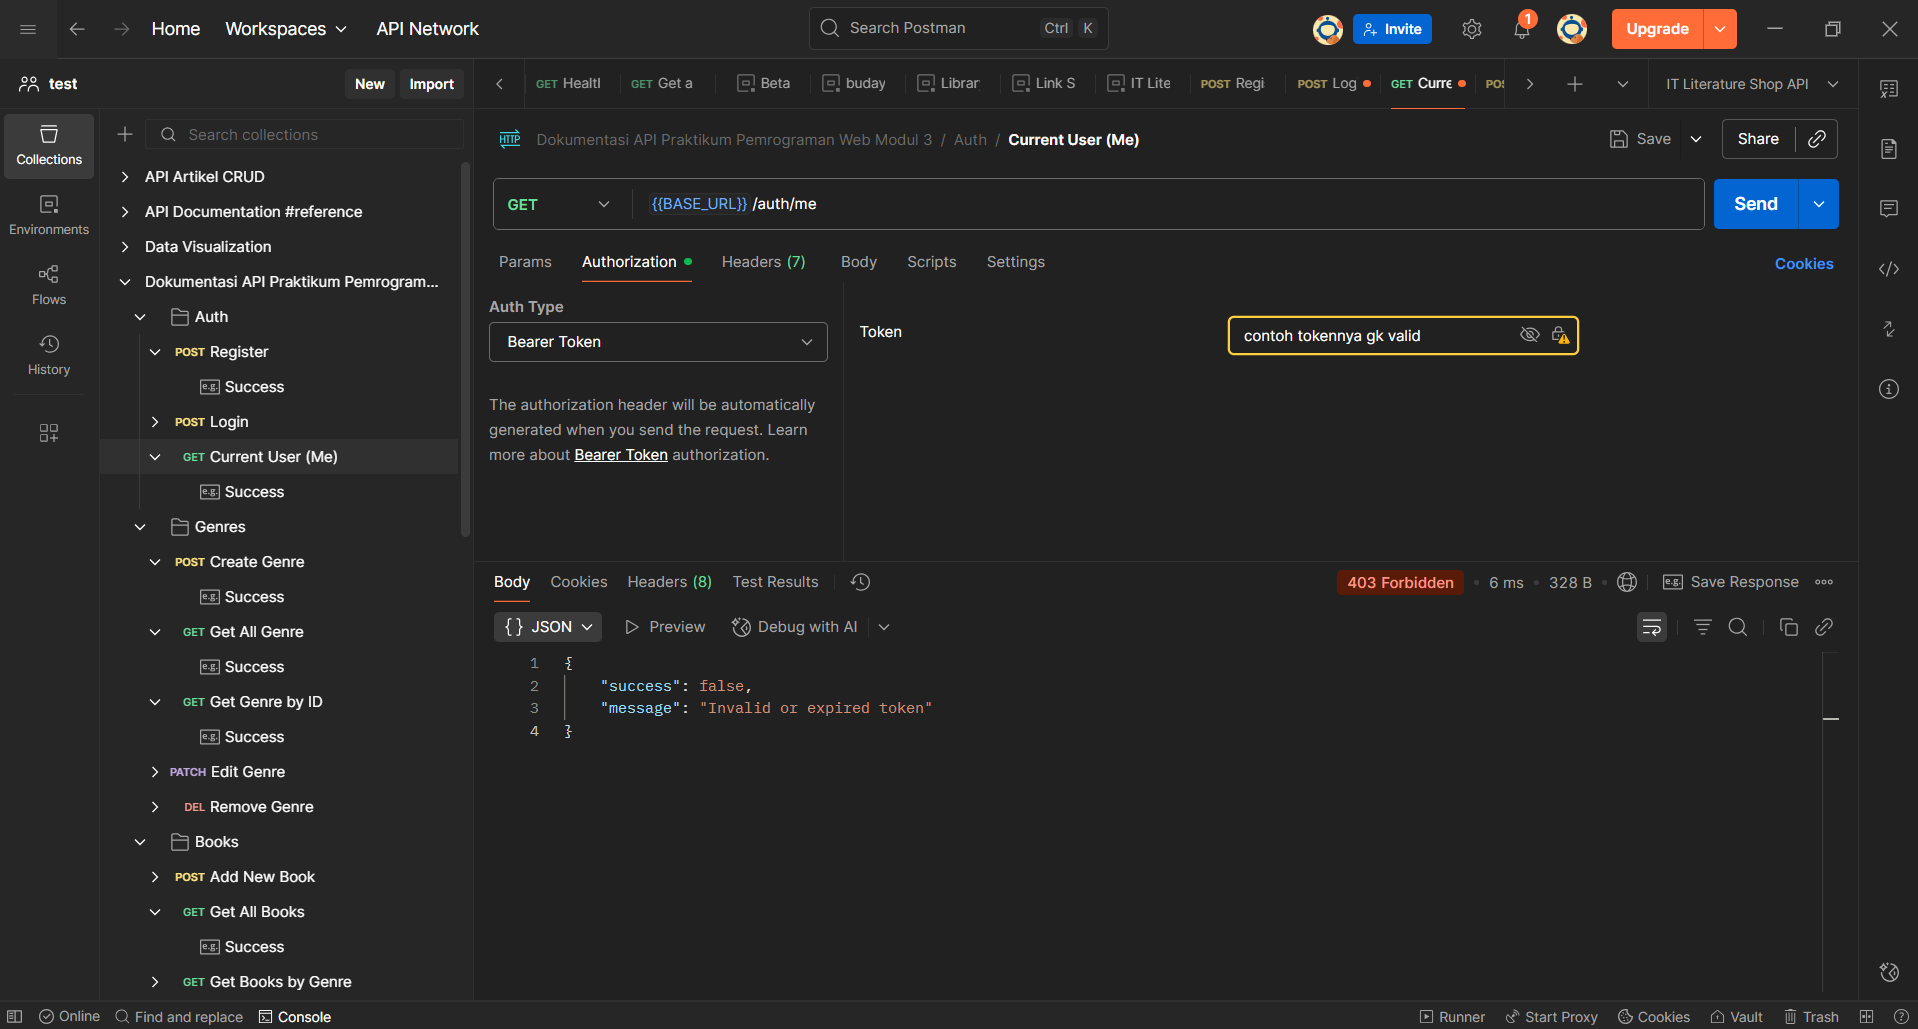 Home
Workspaces
API Network
Search Postman
Ctrl
K
Invite
1
Upgrade
test
New
Import
GET Healtl
GET Get a
Beta
buday
Librar
Link S
IT Lite
POST Regi
POST Log
GET Curre
IT Literature Shop API
Search collections
Collections
Environments
Flows
History
API Artikel CRUD
API Documentation #reference
Data Visualization
Dokumentasi API Praktikum Pemrogram...
Auth
POST Register
e.g. Success
POST Login
GET Current User (Me)
e.g. Success
Genres
POST Create Genre
e.g. Success
GET Get All Genre
e.g. Success
GET Get Genre by ID
e.g. Success
PATCH Edit Genre
DEL Remove Genre
Books
POST Add New Book
GET Get All Books
e.g. Success
GET Get Books by Genre
HTTP
Dokumentasi API Praktikum Pemrograman Web Modul 3 / Auth / Current User (Me)
Save
Share
GET
{{BASE_URL}} /auth/me
Send
Params
Authorization
Headers (7)
Body
Scripts
Settings
Cookies
Auth Type
Bearer Token
The authorization header will be automatically
generated when you send the request. Learn
more about Bearer Token authorization.
Token
contoh tokennya gk valid
Body
Cookies
Headers (8)
Test Results
403 Forbidden
6 ms
328 B
e.g. Save Response
{} JSON
Preview
Debug with AI
1 {
2 "success": false,
3 "message": "Invalid or expired token"
4 }
Online
Find and replace
Console
Runner
Start Proxy
Cookies
Vault
Trash